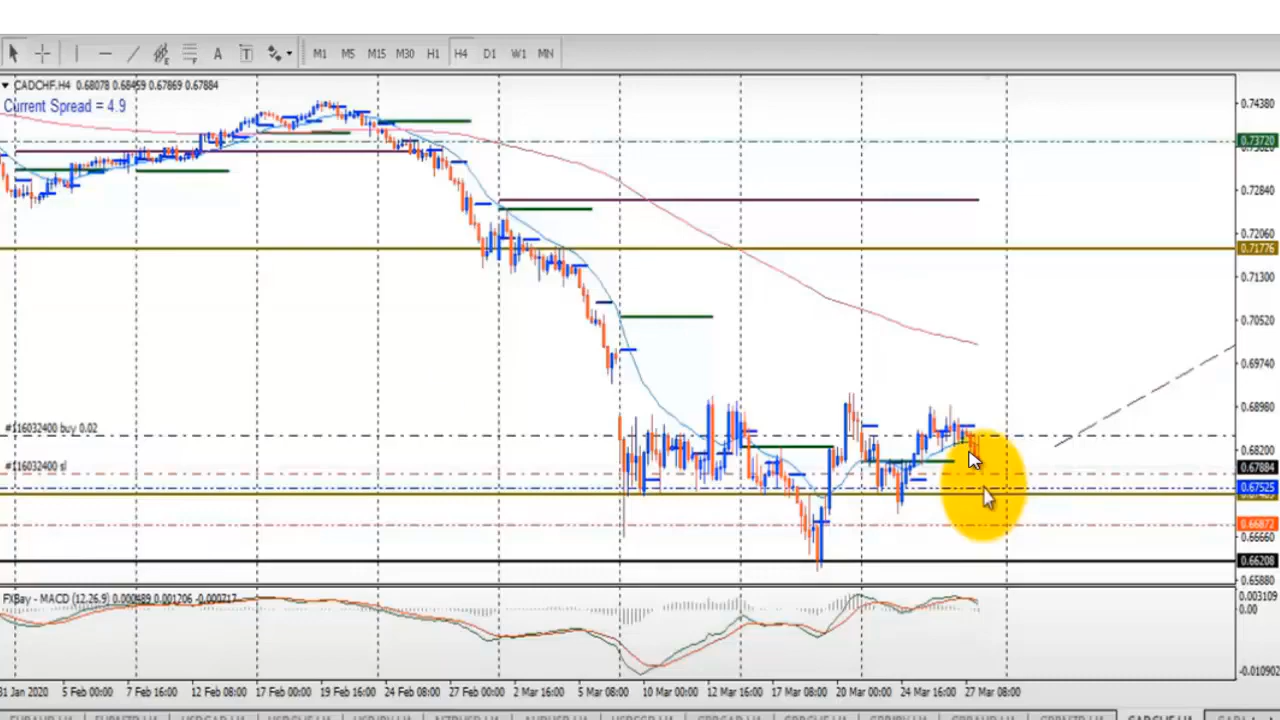 A T
M1 M5 M15 M30 H1 H4 D1 W1 MN
CADCHF.H4 0.68078 0.68459 0.67869 0.67884
Current Spread = 4.9
0.74380
0.73720
0.72840
0.72060
0.71776
0.71300
0.70520
0.69740
0.68980
#116032400 buy 0.02
0.68200
#116032400 sl
0.67884
0.67525
0.66872
0.66660
0.66208
0.65880
FXBay - MACD (12,26,9) 0.000489 0.001206 -0.000717
0.003109
0.00
-0.010902
31 Jan 2020 5 Feb 00:00 7 Feb 16:00 12 Feb 08:00 17 Feb 00:00 19 Feb 16:00 24 Feb 08:00 27 Feb 00:00 2 Mar 16:00 5 Mar 08:00 10 Mar 00:00 12 Mar 16:00 17 Mar 08:00 20 Mar 00:00 24 Mar 16:00 27 Mar 08:00